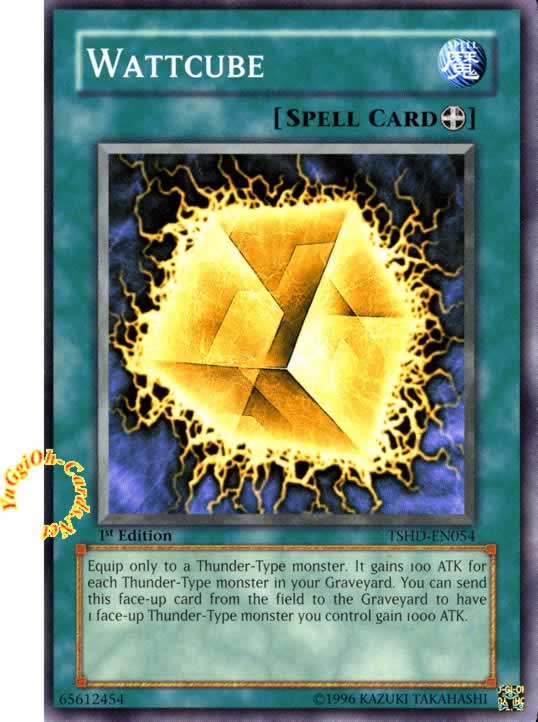 WATTCUBE
SPELL
魔
[SPELL CARD]
YuGgiOh-Cards.Net
1st Edition
TSHD-EN054
Equip only to a Thunder-Type monster. It gains 100 ATK for
each Thunder-Type monster in your Graveyard. You can send
this face-up card from the field to the Graveyard to have
1 face-up Thunder-Type monster you control gain 1000 ATK.
65612454
©1996 KAZUKI TAKAHASHI